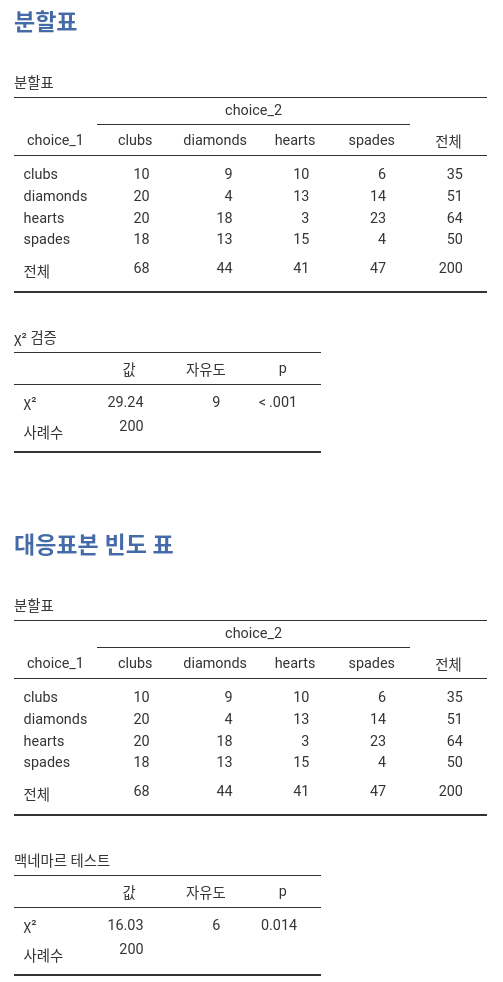 분할표
분할표
choice_2
choice_1 clubs diamonds hearts spades 전체
clubs 10 9 10 6 35
diamonds 20 4 13 14 51
hearts 20 18 3 23 64
spades 18 13 15 4 50
전체 68 44 41 47 200
χ² 검증
값 자유도 p
χ² 29.24 9 < .001
사례수 200
대응표본 빈도 표
분할표
choice_2
choice_1 clubs diamonds hearts spades 전체
clubs 10 9 10 6 35
diamonds 20 4 13 14 51
hearts 20 18 3 23 64
spades 18 13 15 4 50
전체 68 44 41 47 200
맥네마르 테스트
값 자유도 p
χ² 16.03 6 0.014
사례수 200